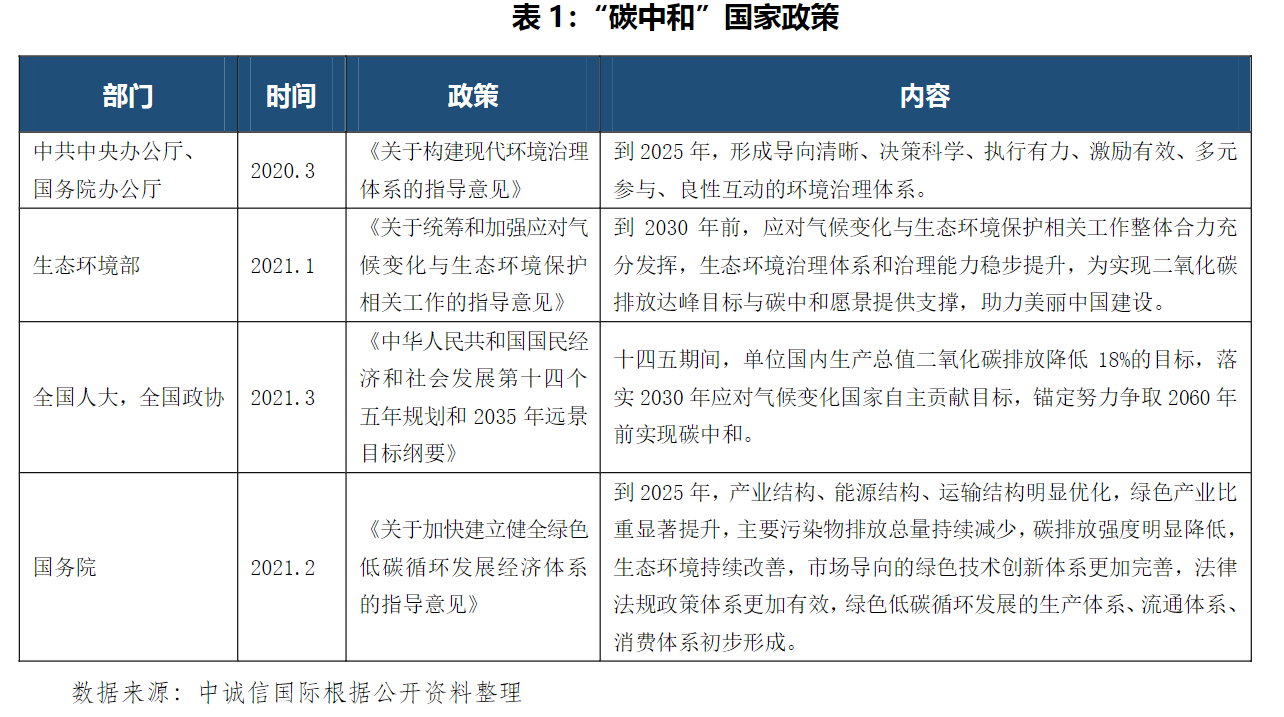 表 1：“碳中和”国家政策
部门
时间
政策
内容
中共中央办公厅、
国务院办公厅
2020.3
《关于构建现代环境治理
体系的指导意见》
到 2025 年，形成导向清晰、决策科学、执行有力、激励有效、多元
参与、良性互动的环境治理体系。
生态环境部
2021.1
《关于统筹和加强应对气
候变化与生态环境保护
相关工作的指导意见》
到 2030 年前，应对气候变化与生态环境保护相关工作整体合力充
分发挥，生态环境治理体系和治理能力稳步提升，为实现二氧化碳
排放达峰目标与碳中和愿景提供支撑，助力美丽中国建设。
全国人大，全国政协
2021.3
《中华人民共和国国民经
济和社会发展第十四个
五年规划和 2035 年远景
目标纲要》
十四五期间，单位国内生产总值二氧化碳排放降低 18%的目标，落
实 2030 年应对气候变化国家自主贡献目标，锚定努力争取 2060 年
前实现碳中和。
国务院
2021.2
《关于加快建立健全绿色
低碳循环发展经济体系
的指导意见》
到 2025 年，产业结构、能源结构、运输结构明显优化，绿色产业比
重显著提升，主要污染物排放总量持续减少，碳排放强度明显降低，
生态环境持续改善，市场导向的绿色技术创新体系更加完善，法律
法规政策体系更加有效，绿色低碳循环发展的生产体系、流通体系、
消费体系初步形成。
数据来源：中诚信国际根据公开资料整理